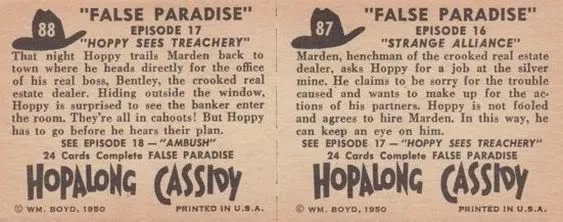 88
"FALSE PARADISE"
EPISODE 17
"HOPPY SEES TREACHERY"
That night Hoppy trails Marden back to
town where he heads directly for the office
of his real boss, Bentley, the crooked real
estate dealer. Hiding outside the window,
Hoppy is surprised to see the banker enter
the room. They're all in cahoots! But Hoppy
has to go before he hears their plan.
SEE EPISODE 18—"AMBUSH"
24 Cards Complete FALSE PARADISE
HOPALONG CASSIDY
© WM. BOYD, 1950 PRINTED IN U.S.A.
87
"FALSE PARADISE"
EPISODE 16
"STRANGE ALLIANCE"
Marden, henchman of the crooked real estate
dealer, asks Hoppy for a job at the silver
mine. He claims to be sorry for the trouble
caused and wants to make up for the ac-
tions of his partners. Hoppy is not fooled
and agrees to hire Marden. In this way, he
can keep an eye on him.
SEE EPISODE 17—"HOPPY SEES TREACHERY"
24 Cards Complete FALSE PARADISE
HOPALONG CASSIDY
© WM. BOYD, 1950 PRINTED IN U.S.A.